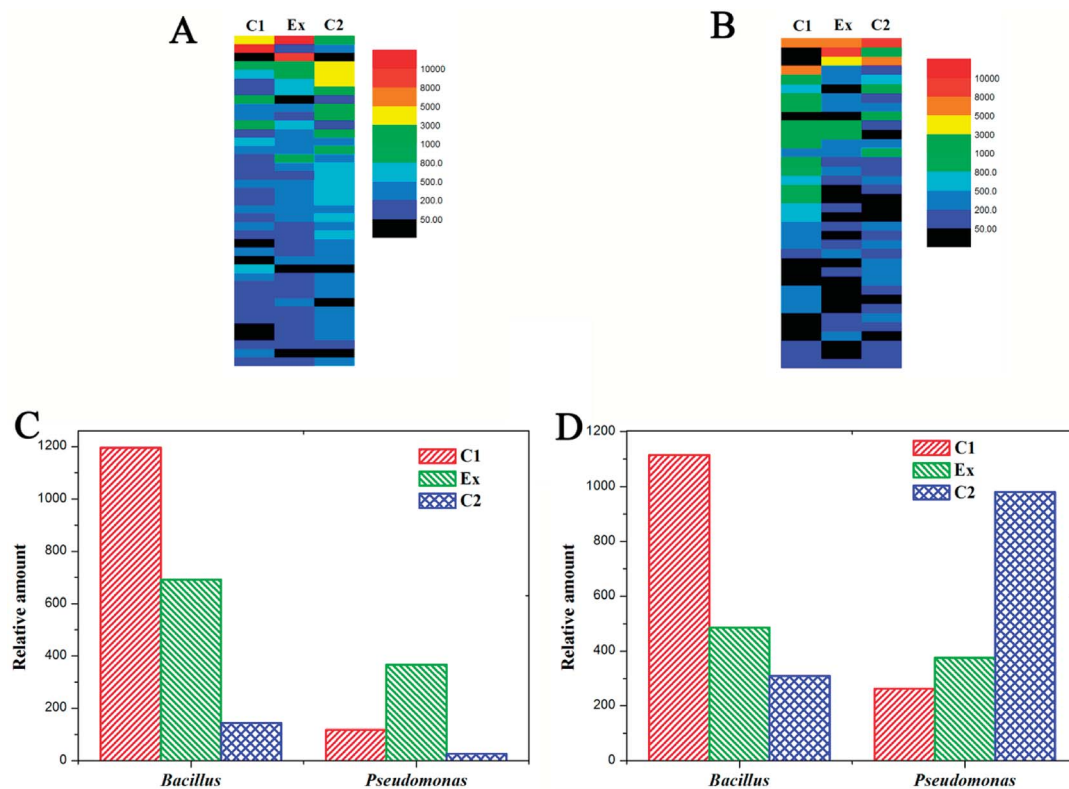 A
C1 Ex C2
10000
8000
5000
3000
1000
800.0
500.0
200.0
50.00
B
C1 Ex C2
10000
8000
5000
3000
1000
800.0
500.0
200.0
50.00
C
Relative amount
1200
1000
800
600
400
200
0
C1
Ex
C2
Bacillus Pseudomonas
D
Relative amount
1200
1000
800
600
400
200
0
C1
Ex
C2
Bacillus Pseudomonas